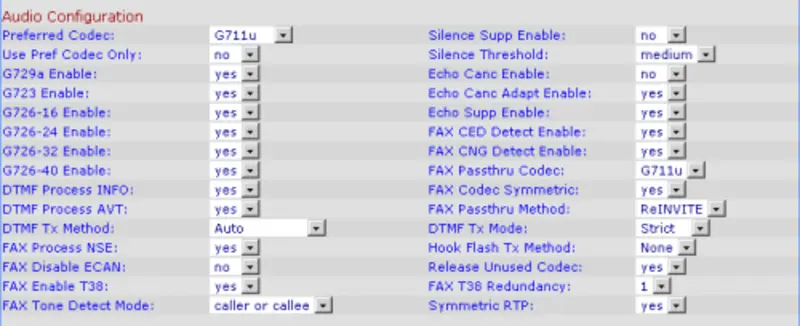 Audio Configuration
Preferred Codec: G711u Silence Supp Enable: no
Use Pref Codec Only: no Silence Threshold: medium
G729a Enable: yes Echo Canc Enable: no
G723 Enable: yes Echo Canc Adapt Enable: yes
G726-16 Enable: yes Echo Supp Enable: yes
G726-24 Enable: yes FAX CED Detect Enable: yes
G726-32 Enable: yes FAX CNG Detect Enable: yes
G726-40 Enable: yes FAX Passthru Codec: G711u
DTMF Process INFO: yes FAX Codec Symmetric: yes
DTMF Process AVT: yes FAX Passthru Method: ReINVITE
DTMF Tx Method: Auto DTMF Tx Mode: Strict
FAX Process NSE: yes Hook Flash Tx Method: None
FAX Disable ECAN: no Release Unused Codec: yes
FAX Enable T38: yes FAX T38 Redundancy: 1
FAX Tone Detect Mode: caller or callee Symmetric RTP: yes